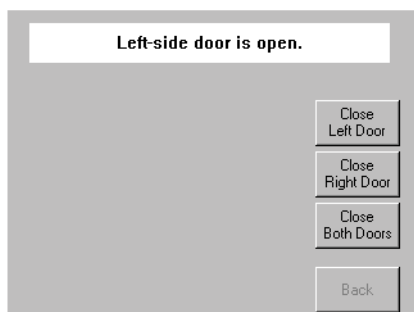 Left-side door is open.
Close
Left Door
Close
Right Door
Close
Both Doors
Back